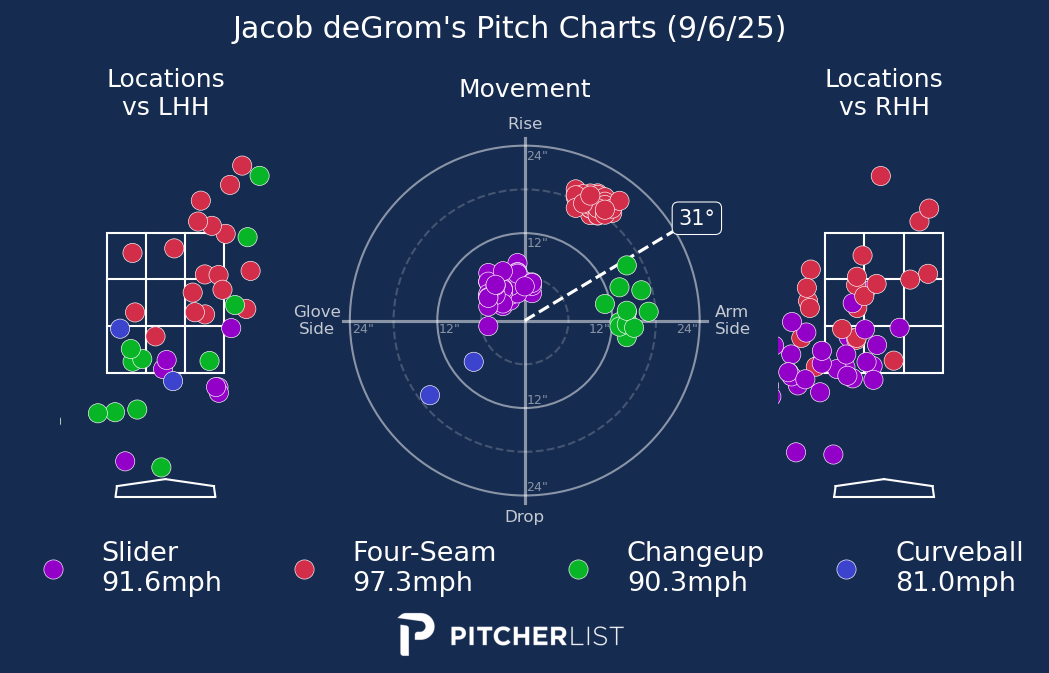 Jacob deGrom's Pitch Charts (9/6/25)
Locations
vs LHH
Movement
Locations
vs RHH
Rise
24"
12"
31°
Glove
Side
24"
12"
12"
24"
Arm
Side
12"
24"
Drop
Slider
91.6mph
Four-Seam
97.3mph
Changeup
90.3mph
Curveball
81.0mph
PITCHERLIST